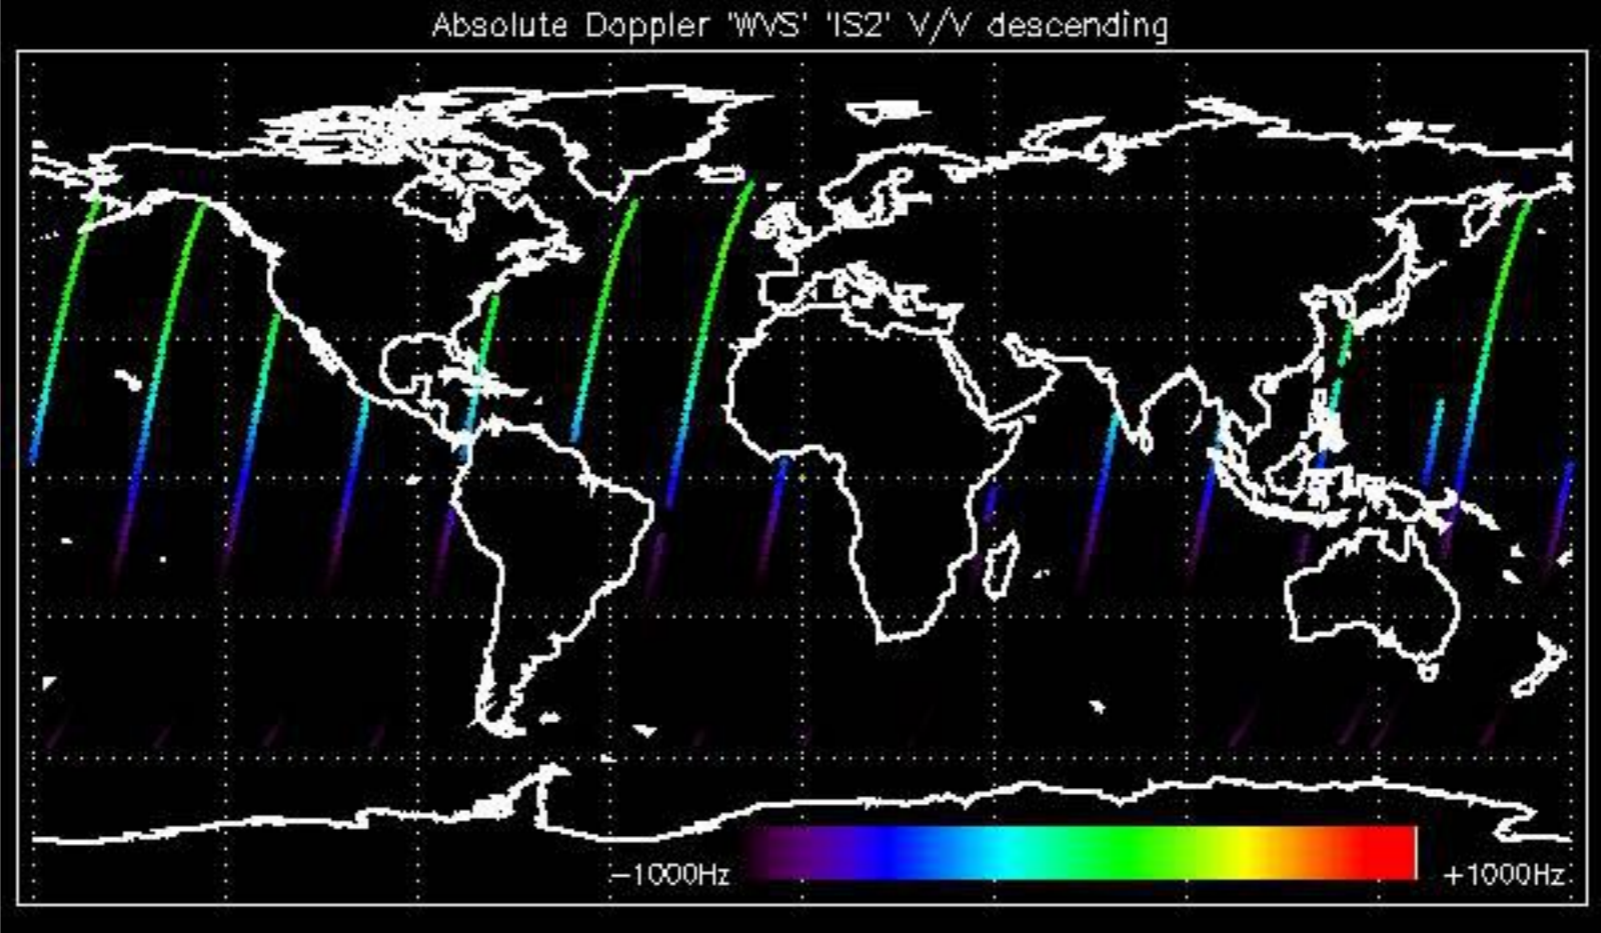 Absolute Doppler 'WVS' 'IS2' V/V descending
−1000Hz
+1000Hz